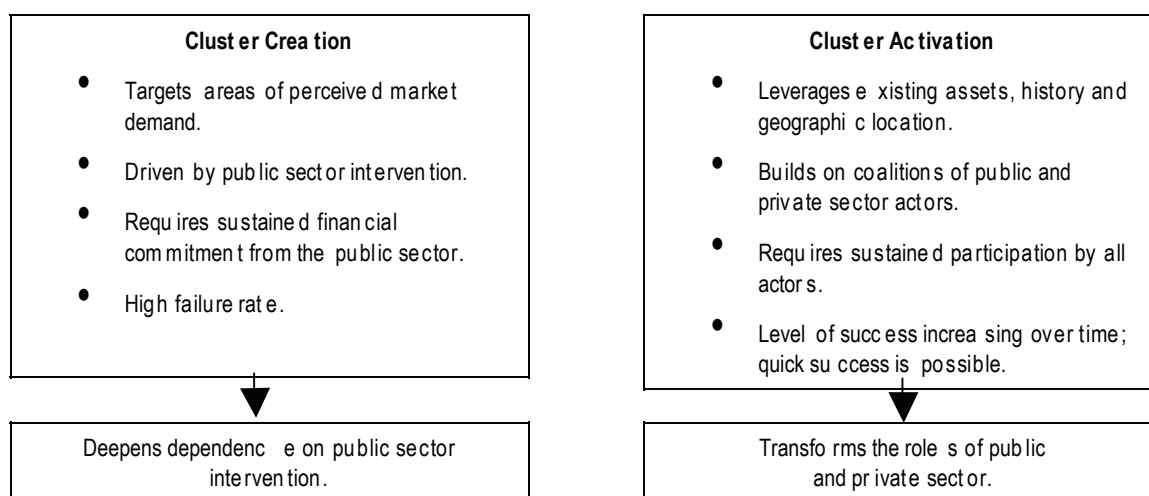 Cluster Creation
• Targets areas of perceived market
demand.
• Driven by public sector intervention.
• Requires sustained financial
commitment from the public sector.
• High failure rate.
Deepens dependence on public sector
intervention.
Cluster Activation
• Leverages existing assets, history and
geographic location.
• Builds on coalitions of public and
private sector actors.
• Requires sustained participation by all
actors.
• Level of success increasing over time;
quick success is possible.
Transforms the roles of public
and private sector.